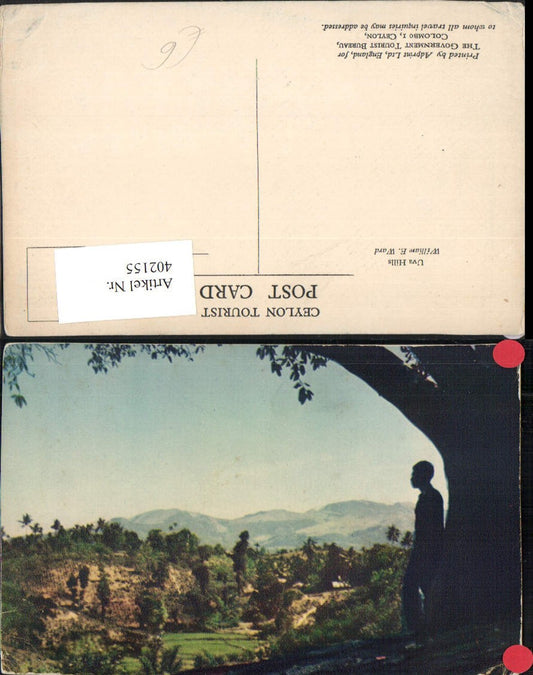 CEYLON TOURIST
POST CARD
Uva Hills
William E. Ward
Printed by Adprint Ltd, England, for
THE GOVERNMENT TOURIST BUREAU,
COLOMBO 1, CEYLON,
to whom all travel inquiries may be addressed.
Artikel Nr.
402155